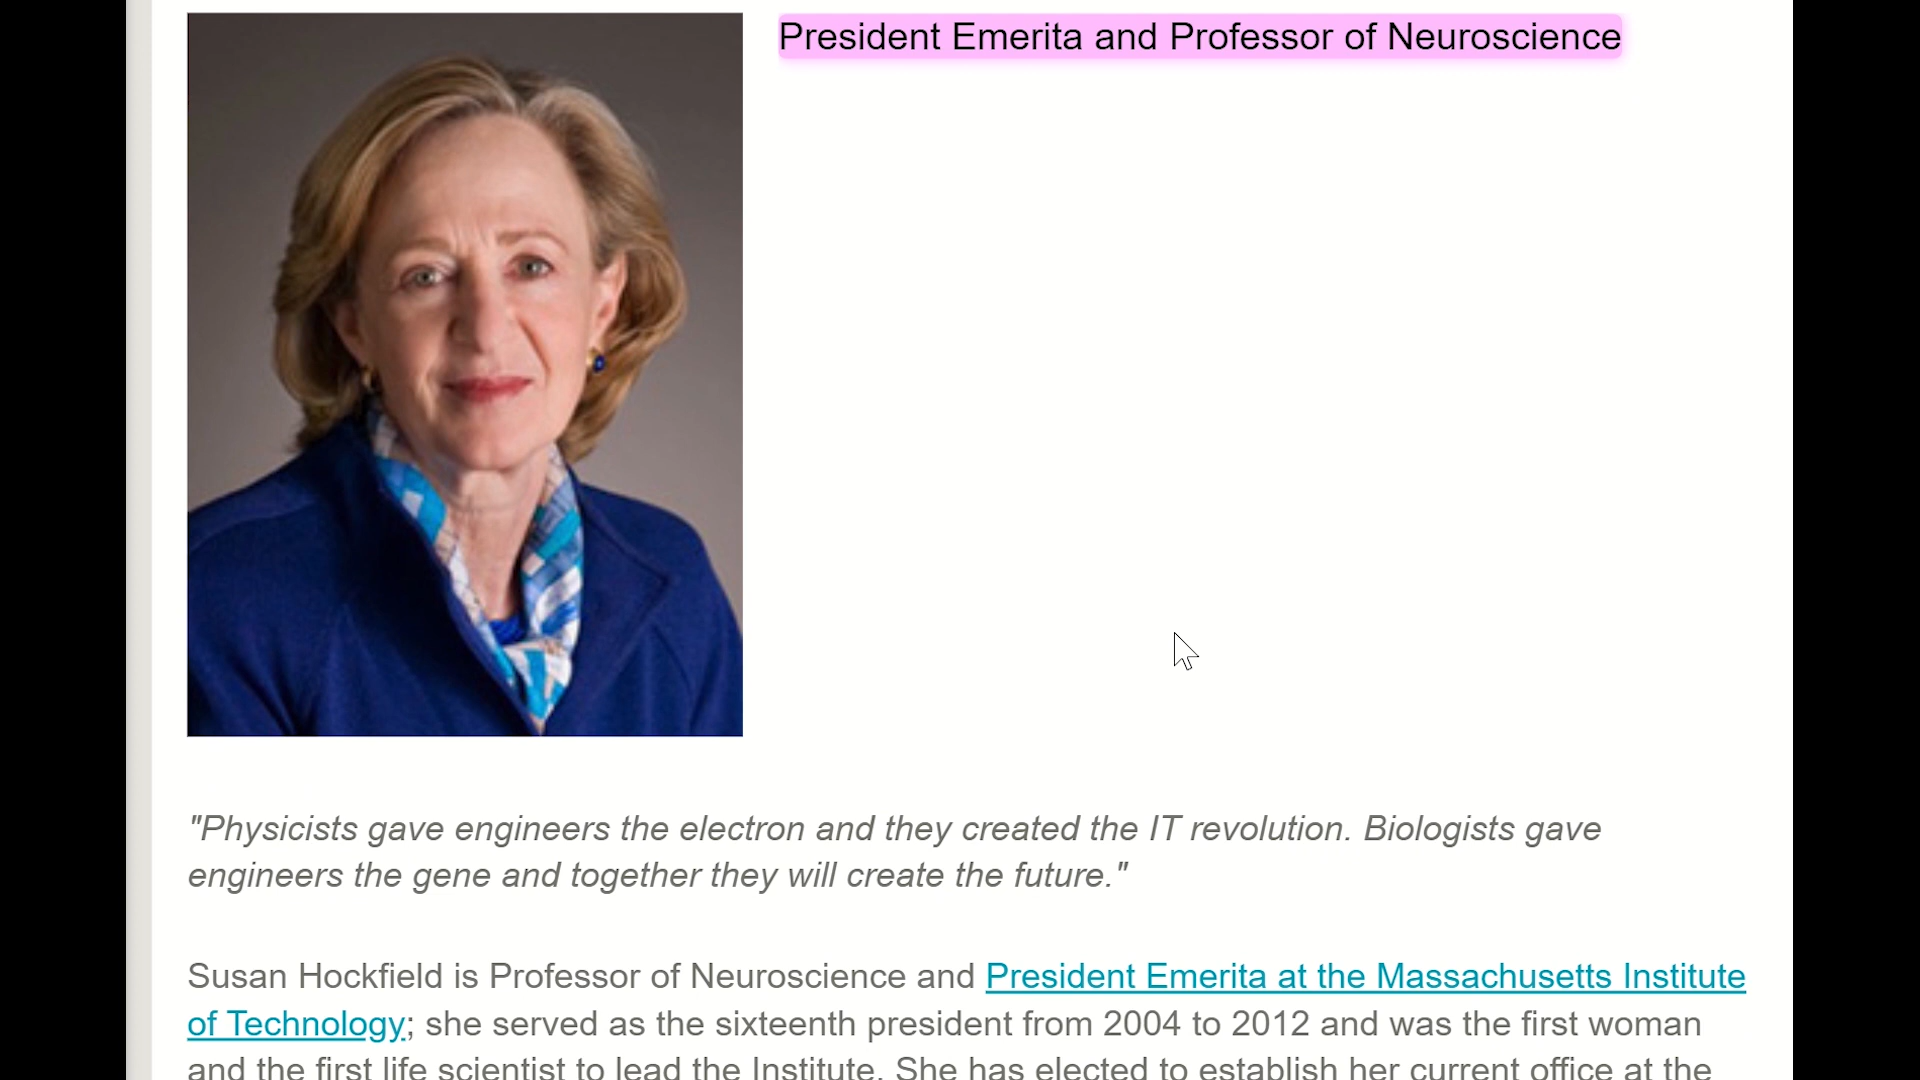 President Emerita and Professor of Neuroscience
"Physicists gave engineers the electron and they created the IT revolution. Biologists gave
engineers the gene and together they will create the future."
Susan Hockfield is Professor of Neuroscience and President Emerita at the Massachusetts Institute
of Technology; she served as the sixteenth president from 2004 to 2012 and was the first woman
and the first life scientist to lead the Institute. She has elected to establish her current office at the